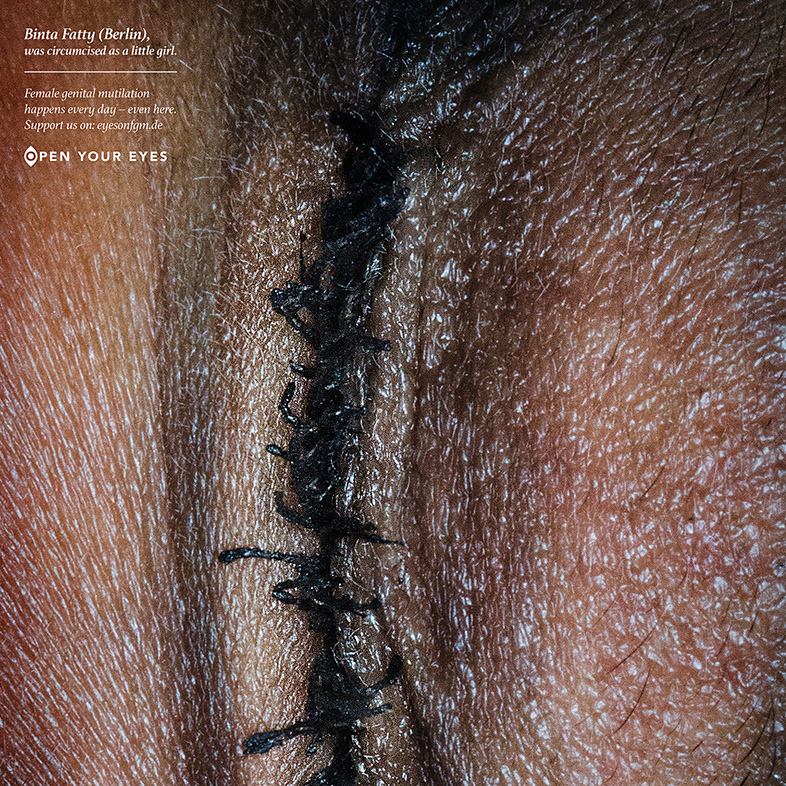 Binta Fatty (Berlin),
was circumcised as a little girl.
Female genital mutilation
happens every day – even here.
Support us on: eyesonfgm.de
OPEN YOUR EYES